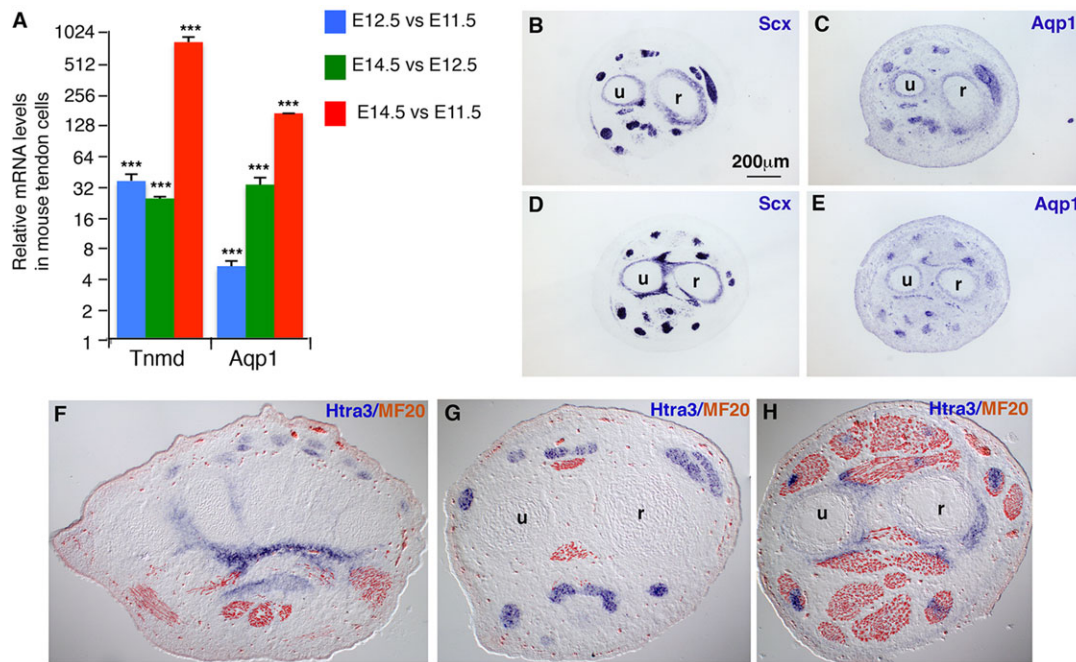 A
Relative mRNA levels
in mouse tendon cells
1024
512
256
128
64
32
16
8
4
2
1
***
***
***
***
***
***
Tnmd
Aqp1
E12.5 vs E11.5
E14.5 vs E12.5
E14.5 vs E11.5
B
Scx
u
r
200μm
C
Aqp1
u
r
D
Scx
u
r
E
Aqp1
u
r
F
Htra3/MF20
G
Htra3/MF20
u
r
H
Htra3/MF20
u
r